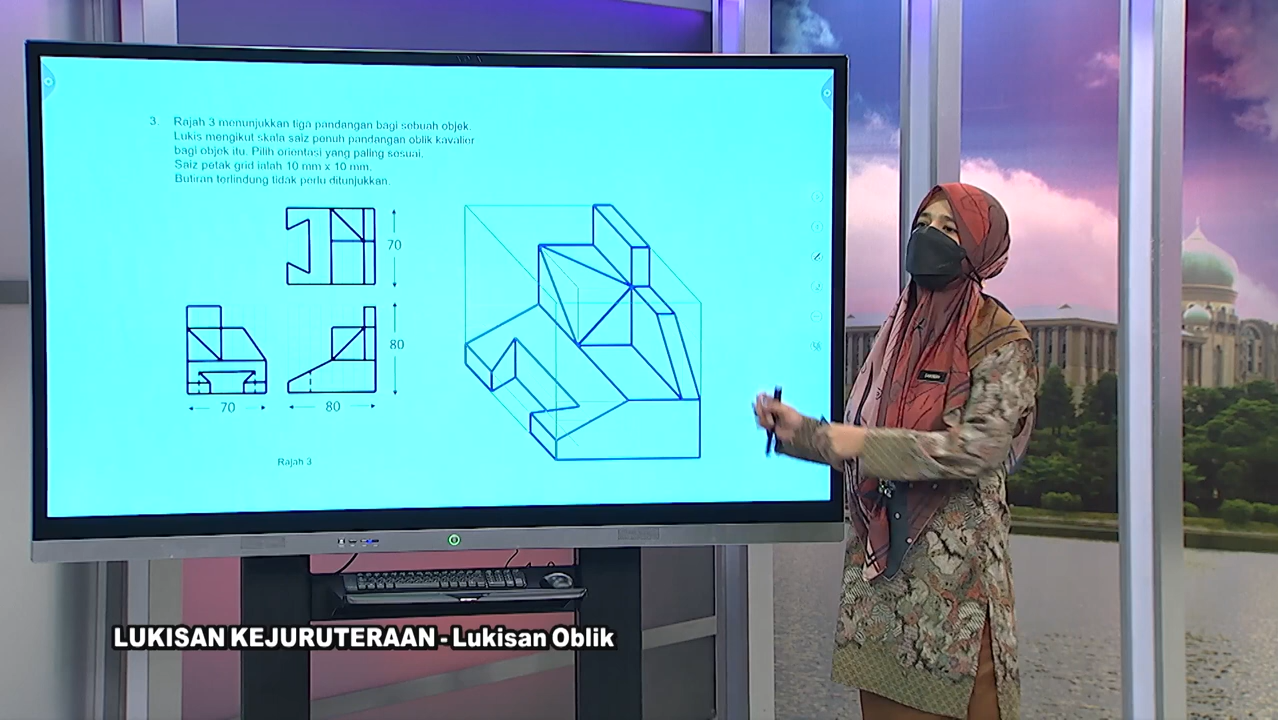 3. Rajah 3 menunjukkan tiga pandangan bagi sebuah objek.
Lukis mengikut skala saiz penuh pandangan oblik kavalier
bagi objek itu. Pilih orientasi yang paling sesuai.
Saiz petak grid ialah 10 mm x 10 mm.
Butiran terlindung tidak perlu ditunjukkan.
70
80
70
80
Rajah 3
LUKISAN KEJURUTERAAN - Lukisan Oblik